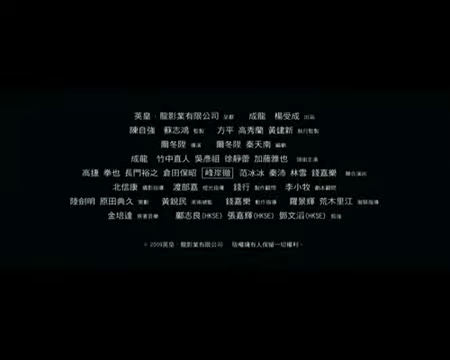 英皇．龍影業有限公司 呈獻 成龍 楊受成 出品
陳自強 蘇志鴻 監製 方平 高秀蘭 黃建新 執行監製
爾冬陞 導演 爾冬陞 秦天南 編劇
成龍 竹中直人 吳彥祖 徐靜蕾 加藤雅也 領銜主演
高捷 拳也 長門裕之 倉田保昭 峰岸徹 范冰冰 秦沛 林雪 錢嘉樂 聯合演出
北信康 攝影指導 渡部嘉 燈光指導 錢行 製作顧問 李小牧 劇本顧問
陸劍明 原田典久 策劃 黃銳民 美術總監 錢嘉樂 動作指導 羅景輝 荒木里江 服裝指導
金培達 原著音樂 鄺志良(HKSE) 張嘉輝(HKSE) 鄧文滔(HKSE) 剪接
© 2009英皇．龍影業有限公司 版權擁有人保留一切權利。